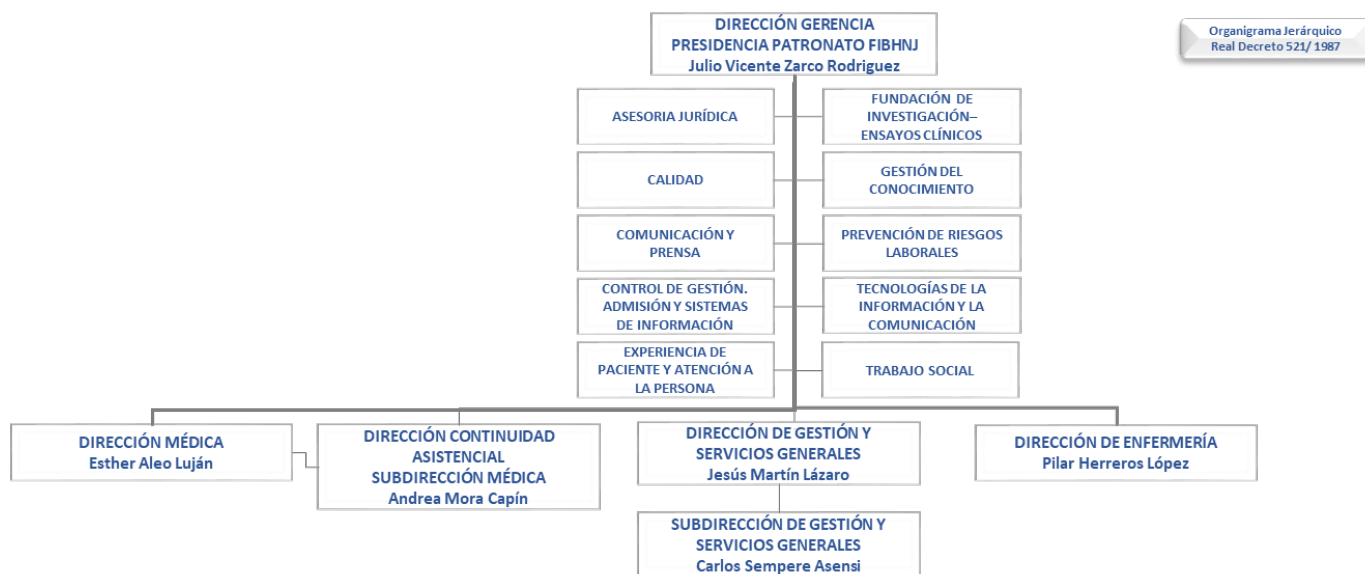 DIRECCIÓN GERENCIA
PRESIDENCIA PATRONATO FIBHNJ
Julio Vicente Zarco Rodriguez
Organigrama Jerárquico
Real Decreto 521/ 1987
ASESORIA JURÍDICA
FUNDACIÓN DE
INVESTIGACIÓN–
ENSAYOS CLÍNICOS
CALIDAD
GESTIÓN DEL
CONOCIMIENTO
COMUNICACIÓN Y
PRENSA
PREVENCIÓN DE RIESGOS
LABORALES
CONTROL DE GESTIÓN.
ADMISIÓN Y SISTEMAS
DE INFORMACIÓN
TECNOLOGÍAS DE LA
INFORMACIÓN Y LA
COMUNICACIÓN
EXPERIENCIA DE
PACIENTE Y ATENCIÓN A
LA PERSONA
TRABAJO SOCIAL
DIRECCIÓN MÉDICA
Esther Aleo Luján
DIRECCIÓN CONTINUIDAD
ASISTENCIAL
SUBDIRECCIÓN MÉDICA
Andrea Mora Capín
DIRECCIÓN DE GESTIÓN Y
SERVICIOS GENERALES
Jesús Martín Lázaro
DIRECCIÓN DE ENFERMERÍA
Pilar Herreros López
SUBDIRECCIÓN DE GESTIÓN Y
SERVICIOS GENERALES
Carlos Sempere Asensi